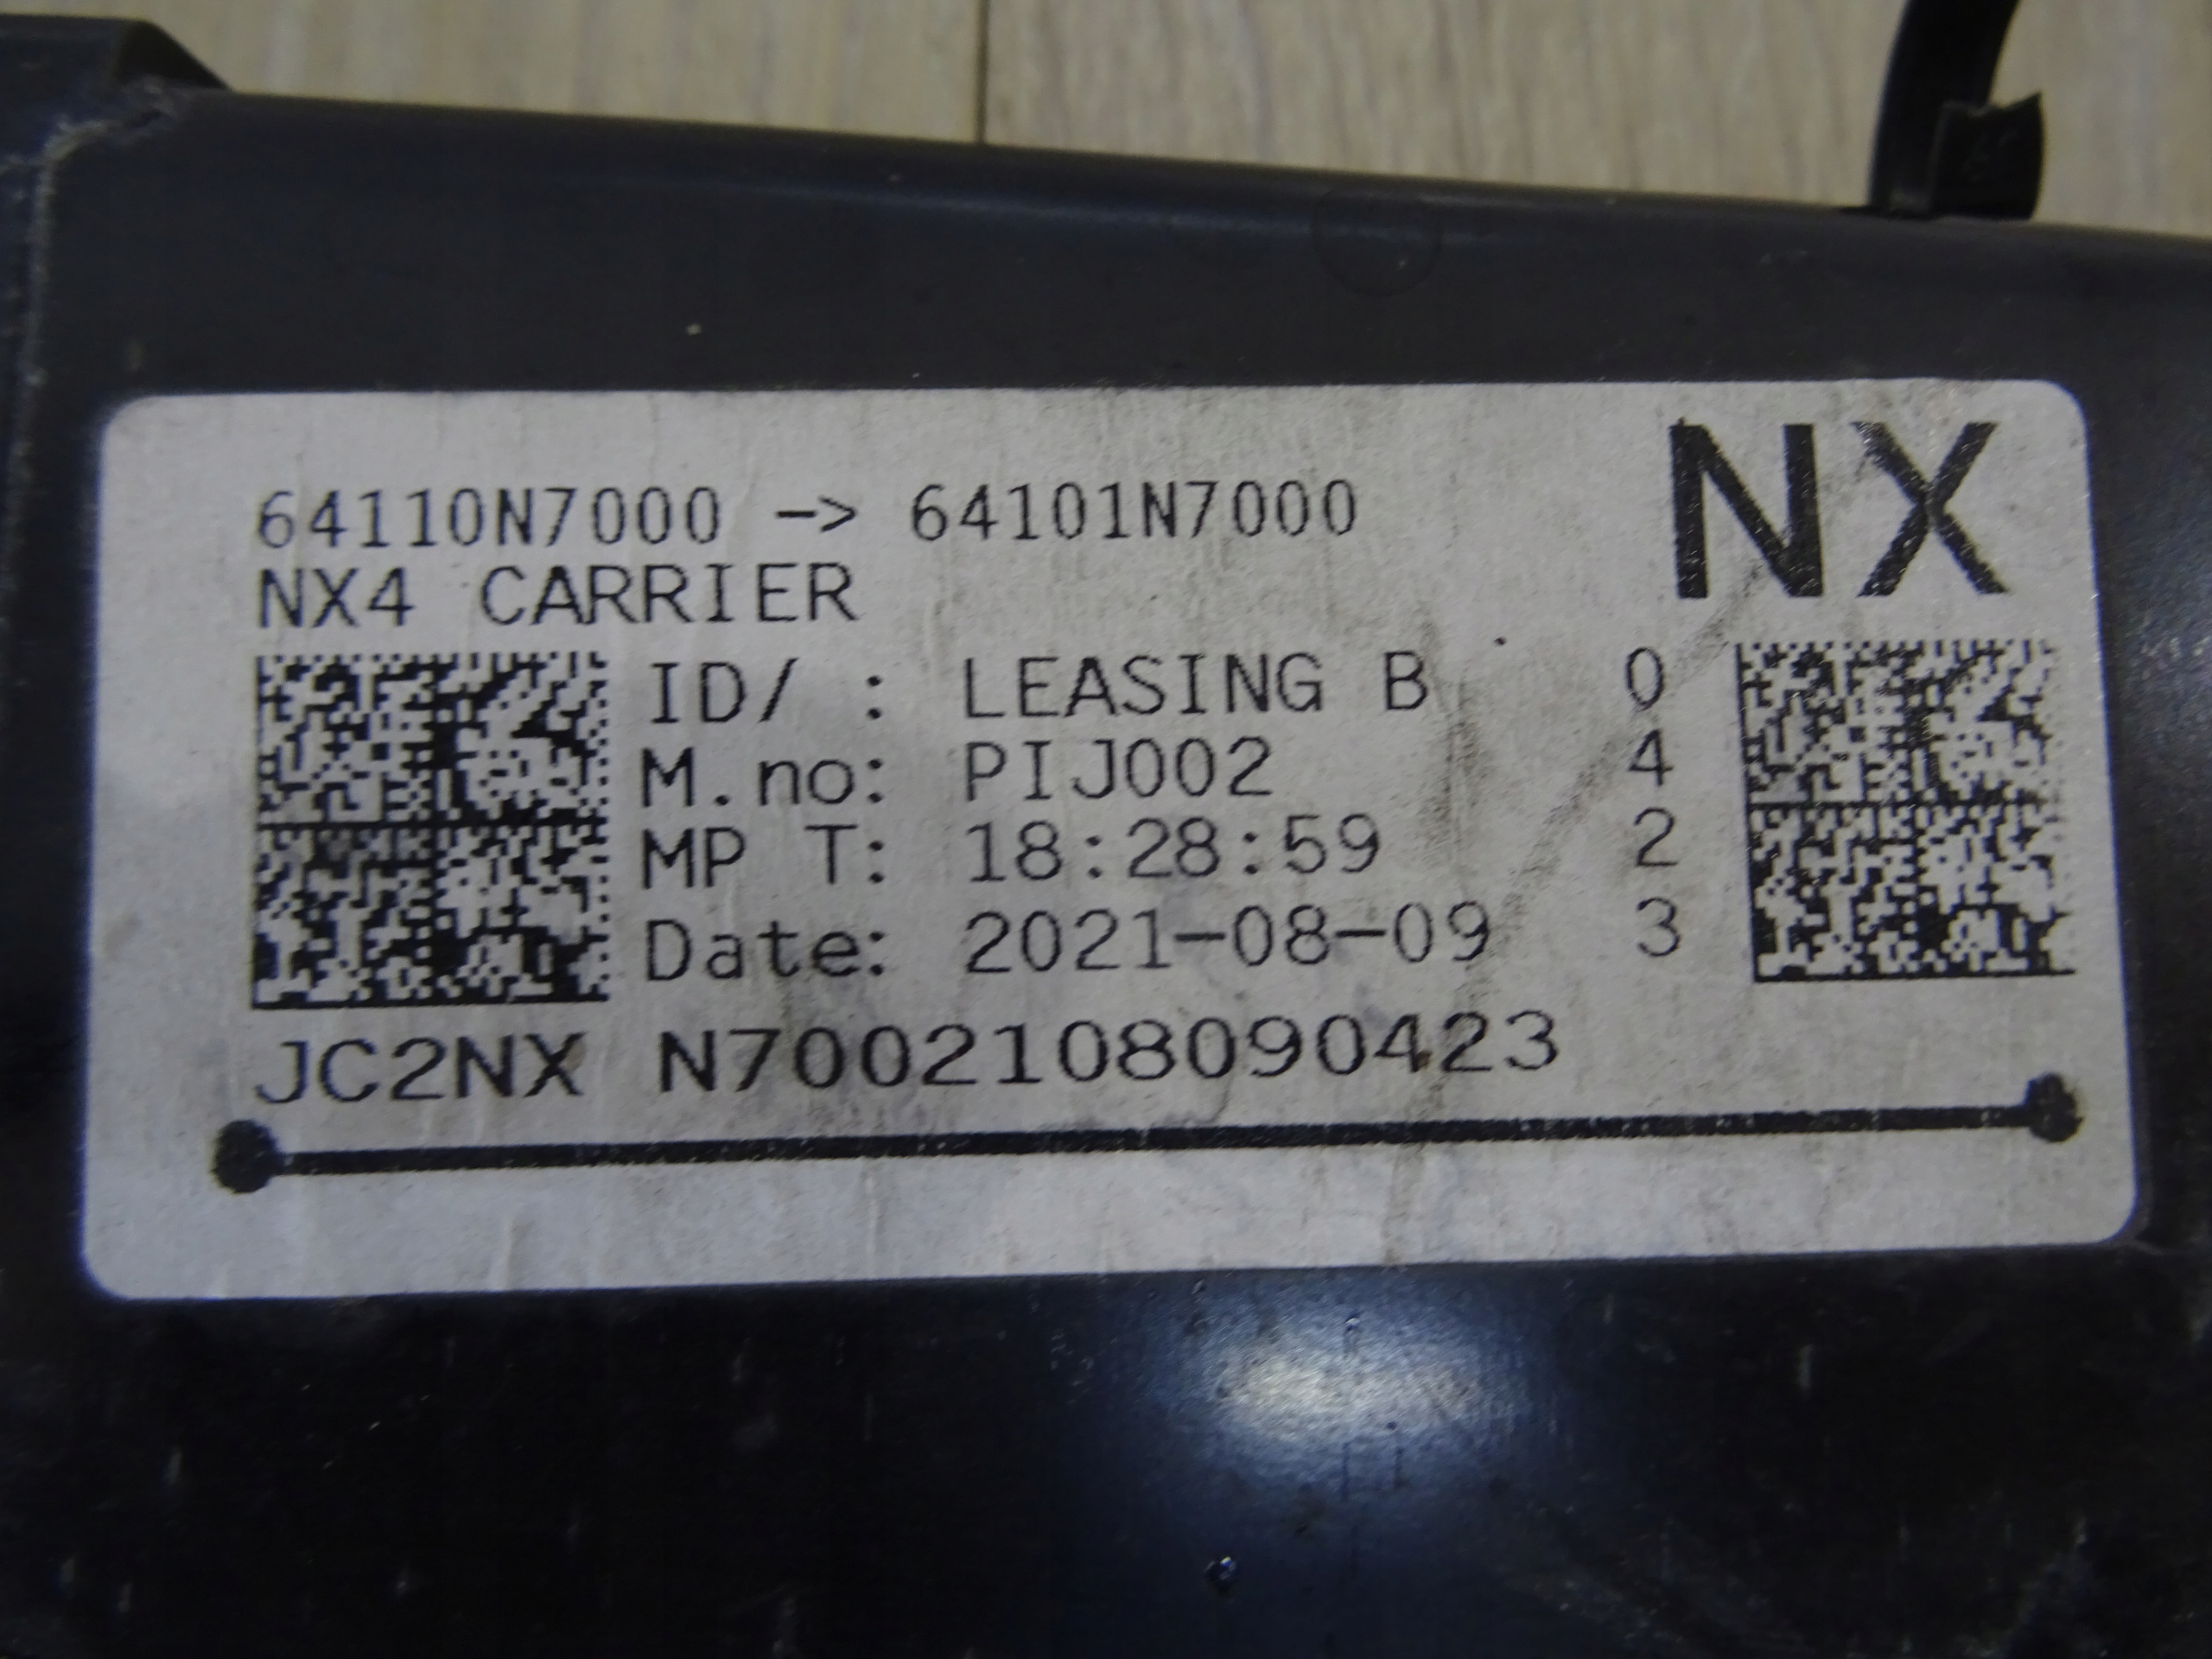 NX
64110N7000 -> 64101N7000
NX4 CARRIER
ID/ : LEASING B
M.no: PIJ002
MP T: 18:28:59
Date: 2021-08-09
0
4
2
3
JC2NX N7002108090423